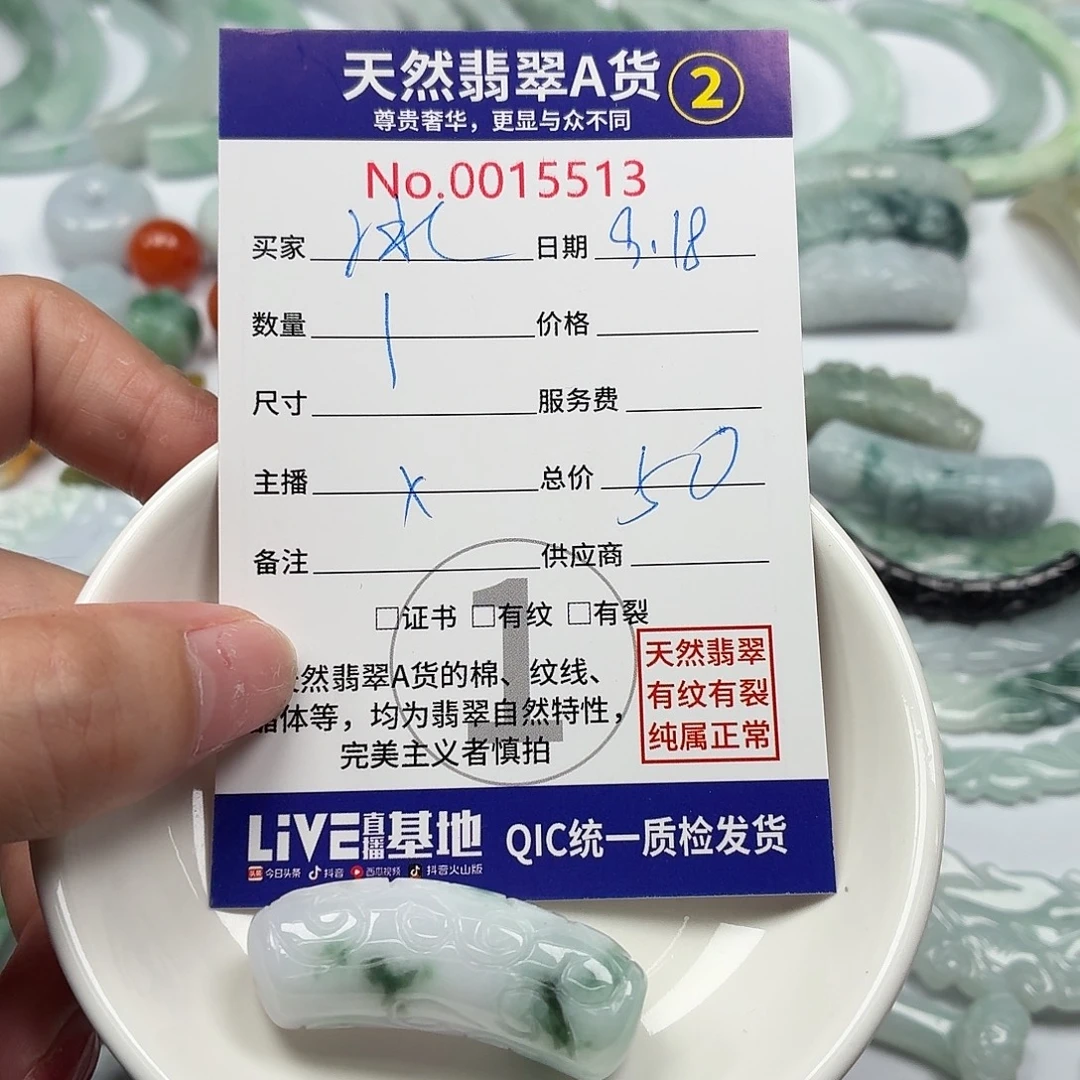 天然翡翠A货 2
尊贵奢华，更显与众不同
No.0015513
买家 日期 9.18
数量 1 价格
尺寸 服务费
主播 x 总价 50
备注 供应商
1
□证书 □有纹 □有裂
然翡翠A货的棉、纹线、
晶体等，均为翡翠自然特性，
完美主义者慎拍
天然翡翠
有纹有裂
纯属正常
LiVE直播基地 QIC统一质检发货
头条 今日头条 抖音 西瓜视频 抖音火山版